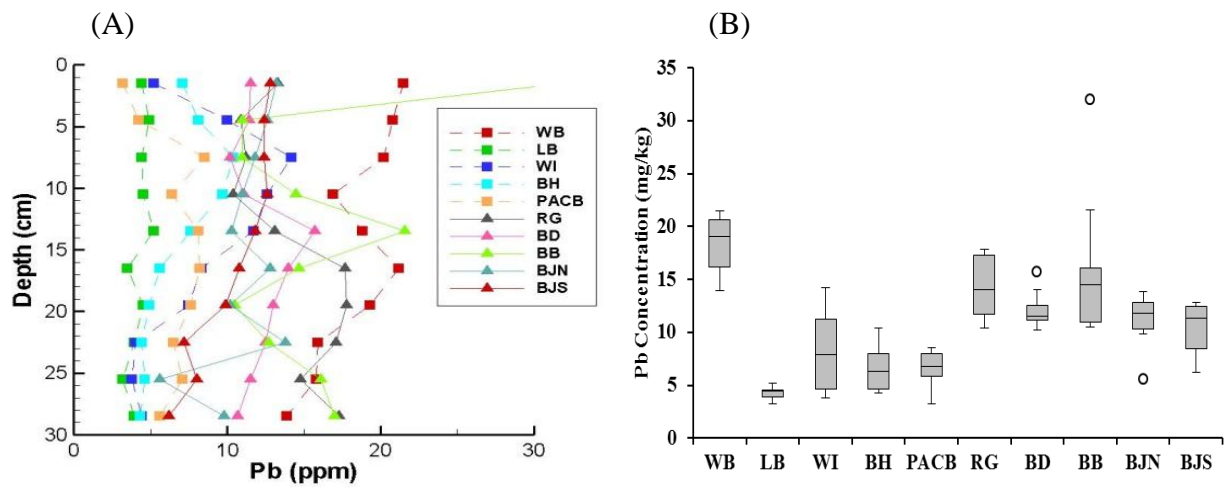 (A)
(B)
0
5
10
15
20
25
30
Depth (cm)
0
10
20
30
Pb (ppm)
WB
LB
WI
BH
PACB
RG
BD
BB
BJN
BJS
35
30
25
20
15
10
5
0
Pb Concentration (mg/kg)
WB LB WI BH PACB RG BD BB BJN BJS